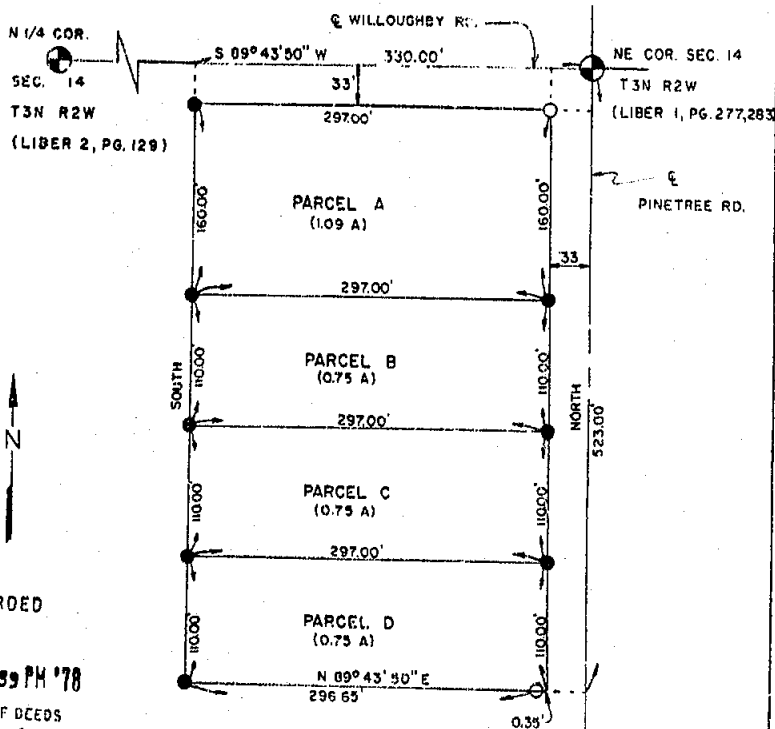 ℄ WILLOUGHBY RD.
N 1/4 COR.
SEC. 14
T3N R2W
(LIBER 2, PG. 129)
S 89° 43' 50" W 330.00'
NE COR. SEC. 14
T3N R2W
(LIBER 1, PG. 277, 283
33'
297.00'
℄
PINETREE RD.
160.00'
PARCEL A
(1.09 A)
160.00'
33
297.00'
SOUTH
110.00'
PARCEL B
(0.75 A)
110.00'
NORTH
523.00'
297.00'
N
110.00'
PARCEL C
(0.75 A)
110.00'
297.00'
RDED
110.00'
PARCEL D
(0.75 A)
110.00'
39 PM '78
F DEEDS
N 89° 43' 50" E
296.65'
0.35'